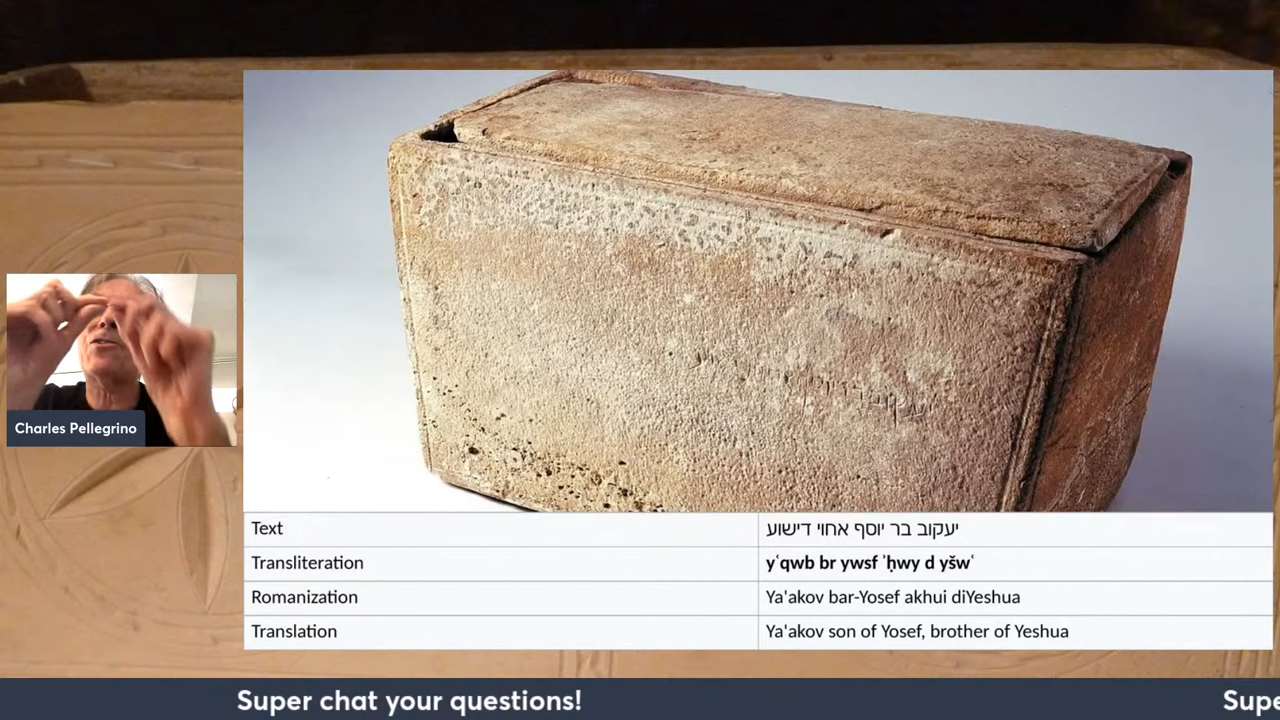 Charles Pellegrino
Text יעקוב בר יוסף אחוי דישוע
Transliteration yʿqwb br ywsf ʾḥwy d yšwʿ
Romanization Ya'akov bar-Yosef akhui diYeshua
Translation Ya'akov son of Yosef, brother of Yeshua
Super chat your questions! Supe